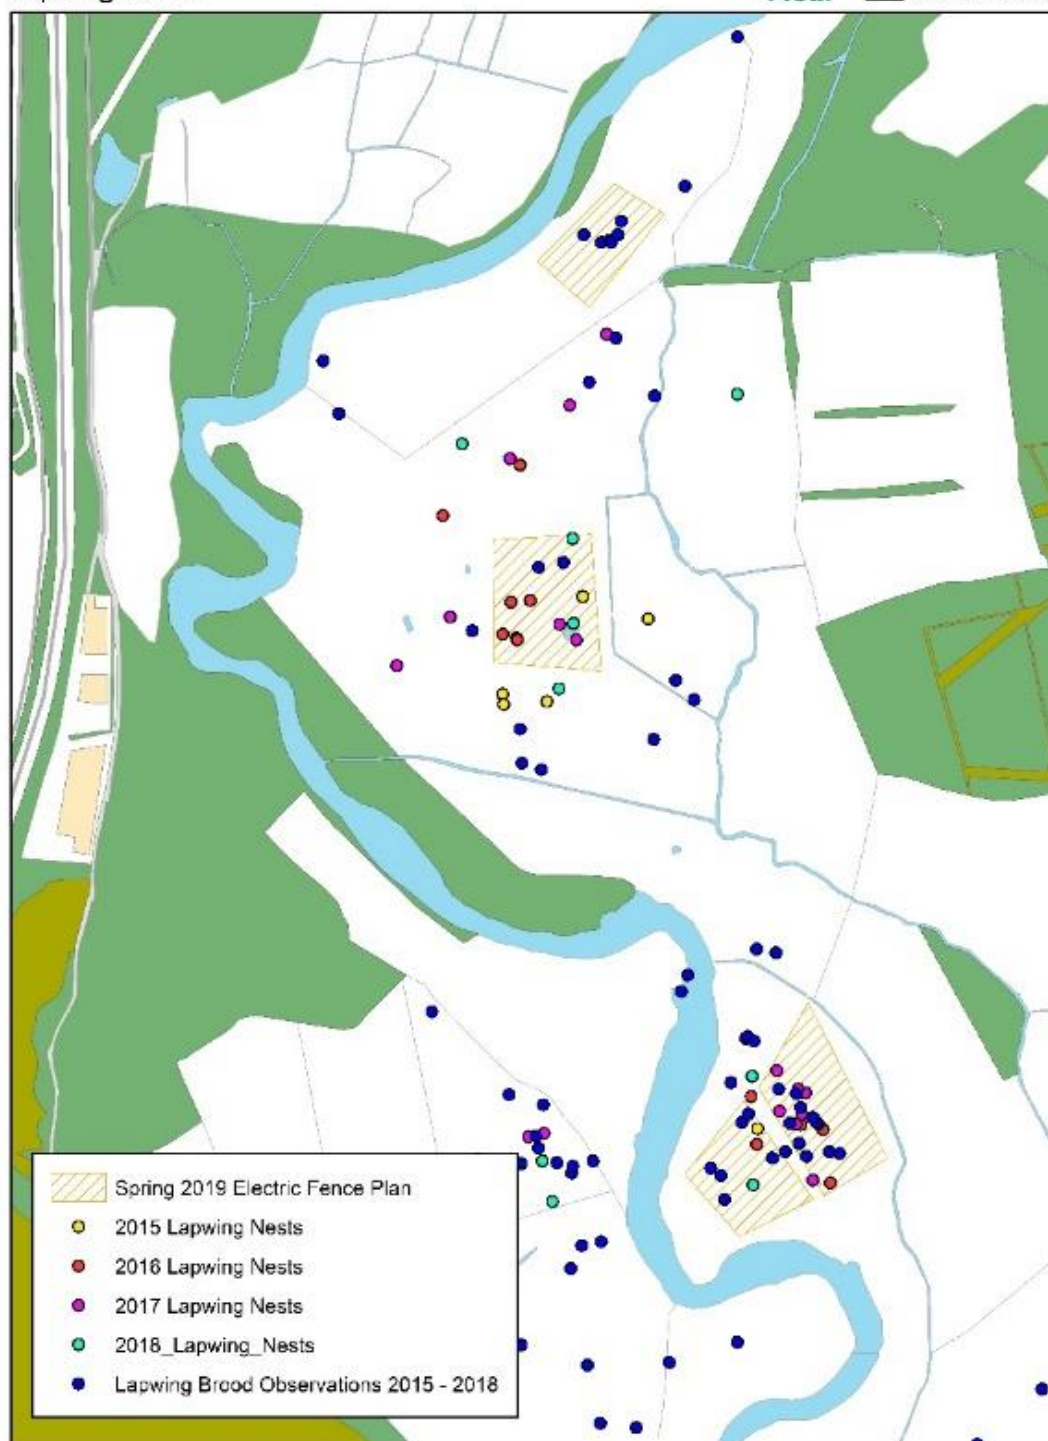 Spring 2019 Electric Fence Plan
2015 Lapwing Nests
2016 Lapwing Nests
2017 Lapwing Nests
2018_Lapwing_Nests
Lapwing Brood Observations 2015 - 2018